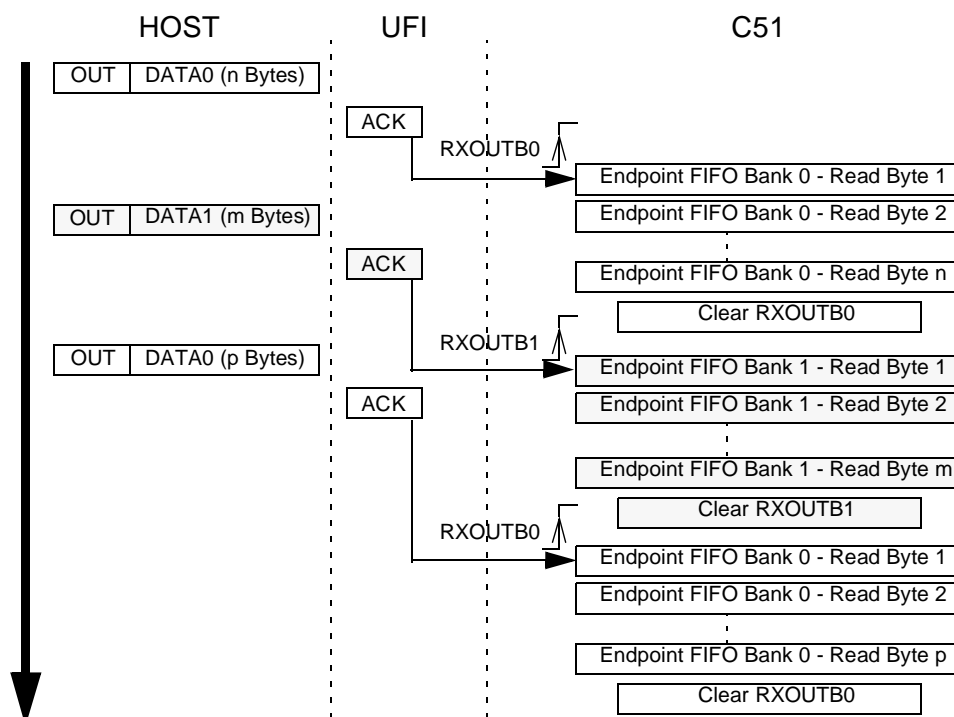 HOST UFI C51
OUT DATA0 (n Bytes)
ACK
RXOUTB0
Endpoint FIFO Bank 0 - Read Byte 1
OUT DATA1 (m Bytes)
Endpoint FIFO Bank 0 - Read Byte 2
ACK
Endpoint FIFO Bank 0 - Read Byte n
Clear RXOUTB0
RXOUTB1
OUT DATA0 (p Bytes)
Endpoint FIFO Bank 1 - Read Byte 1
ACK
Endpoint FIFO Bank 1 - Read Byte 2
Endpoint FIFO Bank 1 - Read Byte m
Clear RXOUTB1
RXOUTB0
Endpoint FIFO Bank 0 - Read Byte 1
Endpoint FIFO Bank 0 - Read Byte 2
Endpoint FIFO Bank 0 - Read Byte p
Clear RXOUTB0